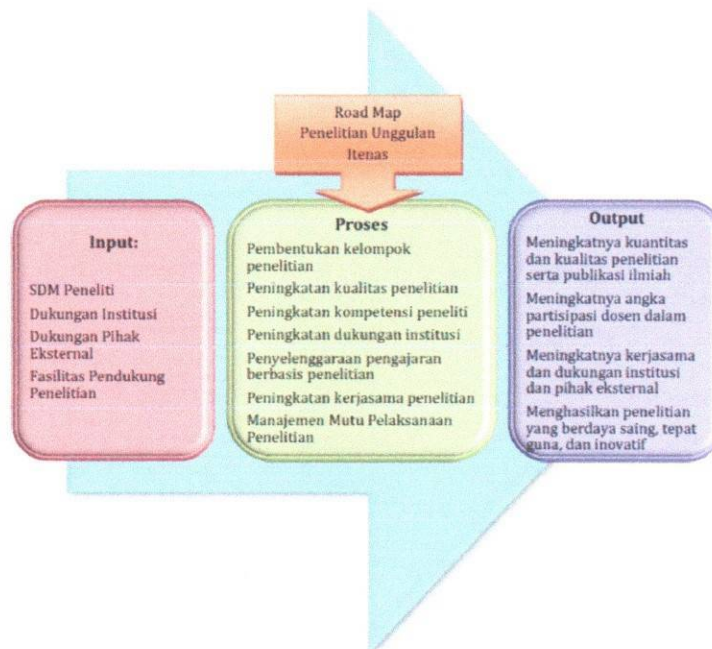 Road Map
Penelitian Unggulan
Itenas
Input:
SDM Peneliti
Dukungan Institusi
Dukungan Pihak
Eksternal
Fasilitas Pendukung
Penelitian
Proses
Pembentukan kelompok
penelitian
Peningkatan kualitas penelitian
Peningkatan kompetensi peneliti
Peningkatan dukungan institusi
Penyelenggaraan pengajaran
berbasis penelitian
Peningkatan kerjasama penelitian
Manajemen Mutu Pelaksanaan
Penelitian
Output
Meningkatnya kuantitas
dan kualitas penelitian
serta publikasi ilmiah
Meningkatnya angka
partisipasi dosen dalam
penelitian
Meningkatnya kerjasama
dan dukungan institusi
dan pihak eksternal
Menghasilkan penelitian
yang berdaya saing, tepat
guna, dan inovatif